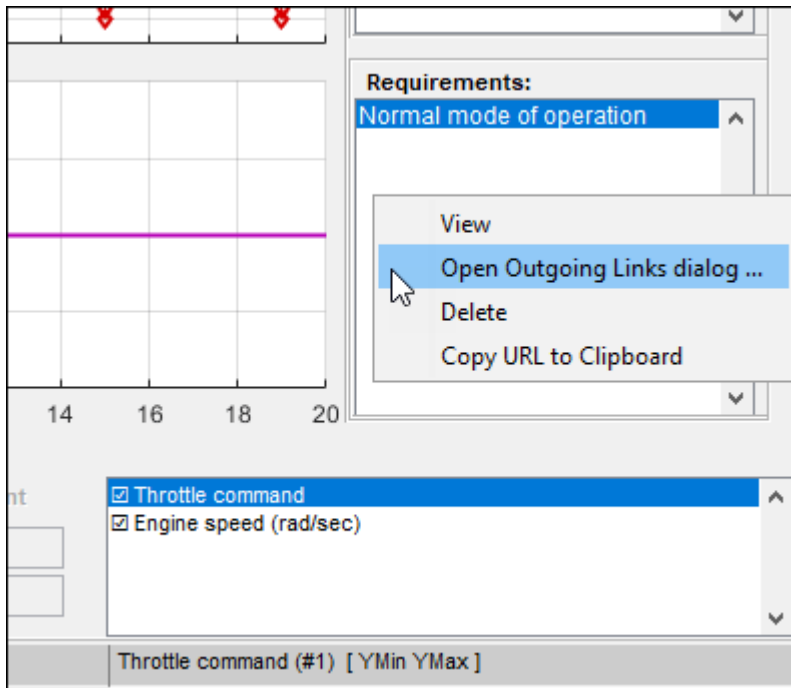 Requirements:
Normal mode of operation
View
Open Outgoing Links dialog ...
Delete
Copy URL to Clipboard
14 16 18 20
nt
Throttle command
Engine speed (rad/sec)
Throttle command (#1) [ YMin YMax ]